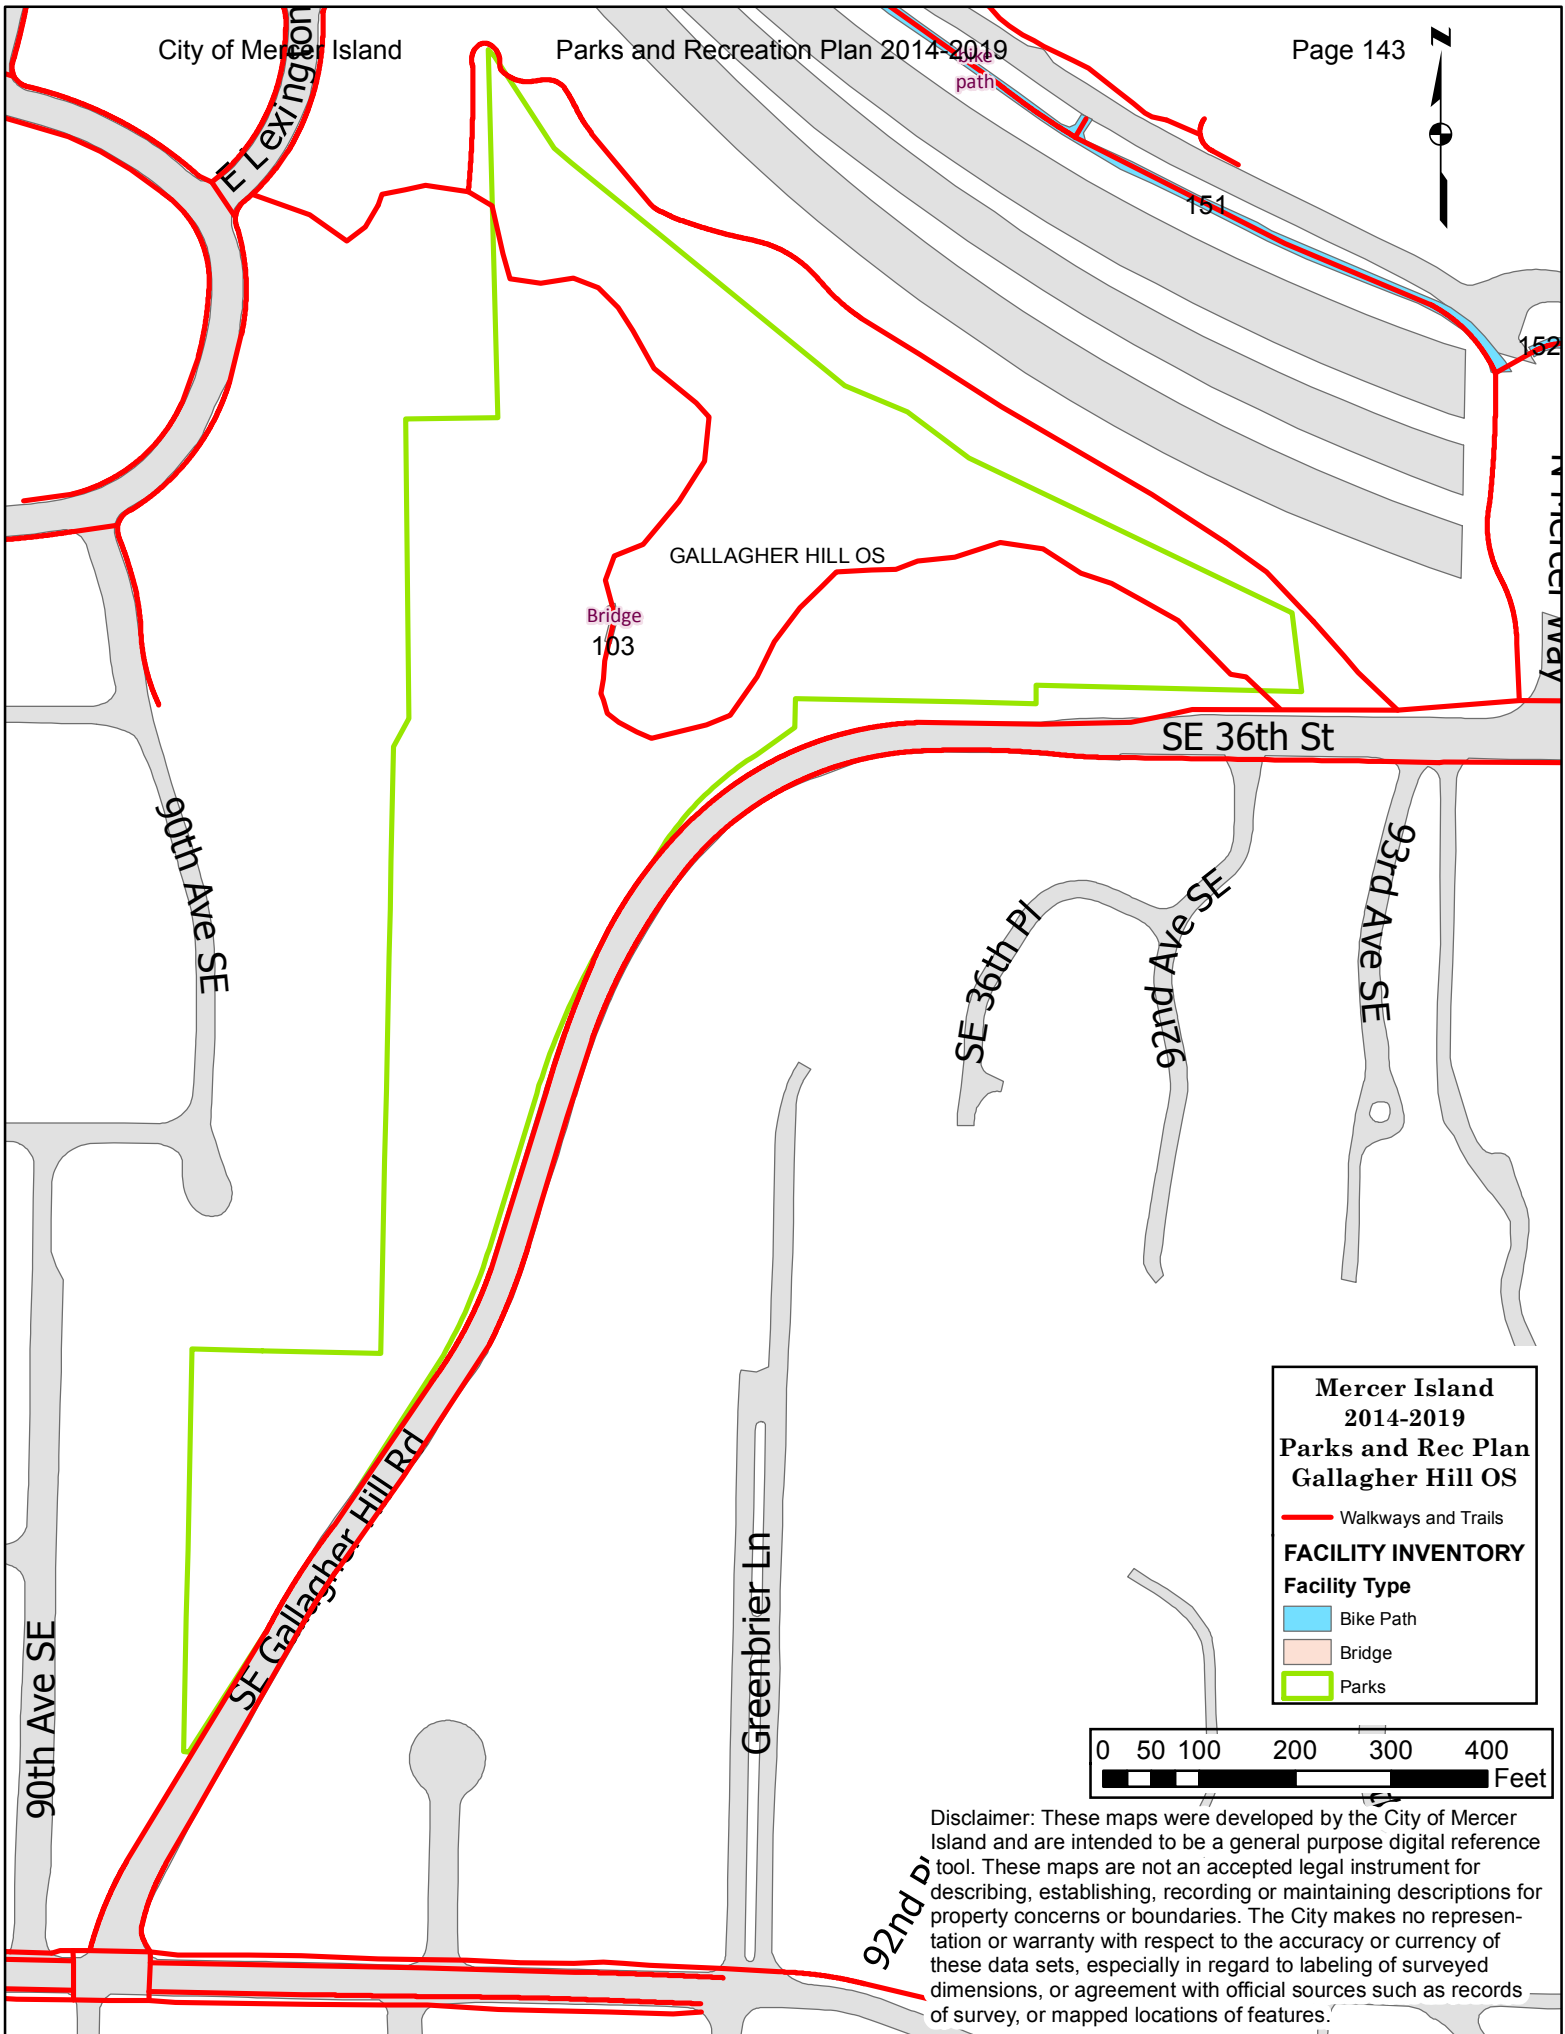 City of Mercer Island
Parks and Recreation Plan 2014-2019
Page 143
N
bike
path
E Lexington
151
152
N Mercer Way
GALLAGHER HILL OS
Bridge
103
SE 36th St
90th Ave SE
93rd Ave SE
SE 36th Pl
92nd Ave SE
SE Gallagher Hill Rd
Greenbrier Ln
90th Ave SE
Mercer Island
2014-2019
Parks and Rec Plan
Gallagher Hill OS
Walkways and Trails
FACILITY INVENTORY
Facility Type
Bike Path
Bridge
Parks
0 50 100 200 300 400
Feet
92nd
Disclaimer: These maps were developed by the City of Mercer
Island and are intended to be a general purpose digital reference
tool. These maps are not an accepted legal instrument for
describing, establishing, recording or maintaining descriptions for
property concerns or boundaries. The City makes no represen-
tation or warranty with respect to the accuracy or currency of
these data sets, especially in regard to labeling of surveyed
dimensions, or agreement with official sources such as records
of survey, or mapped locations of features.